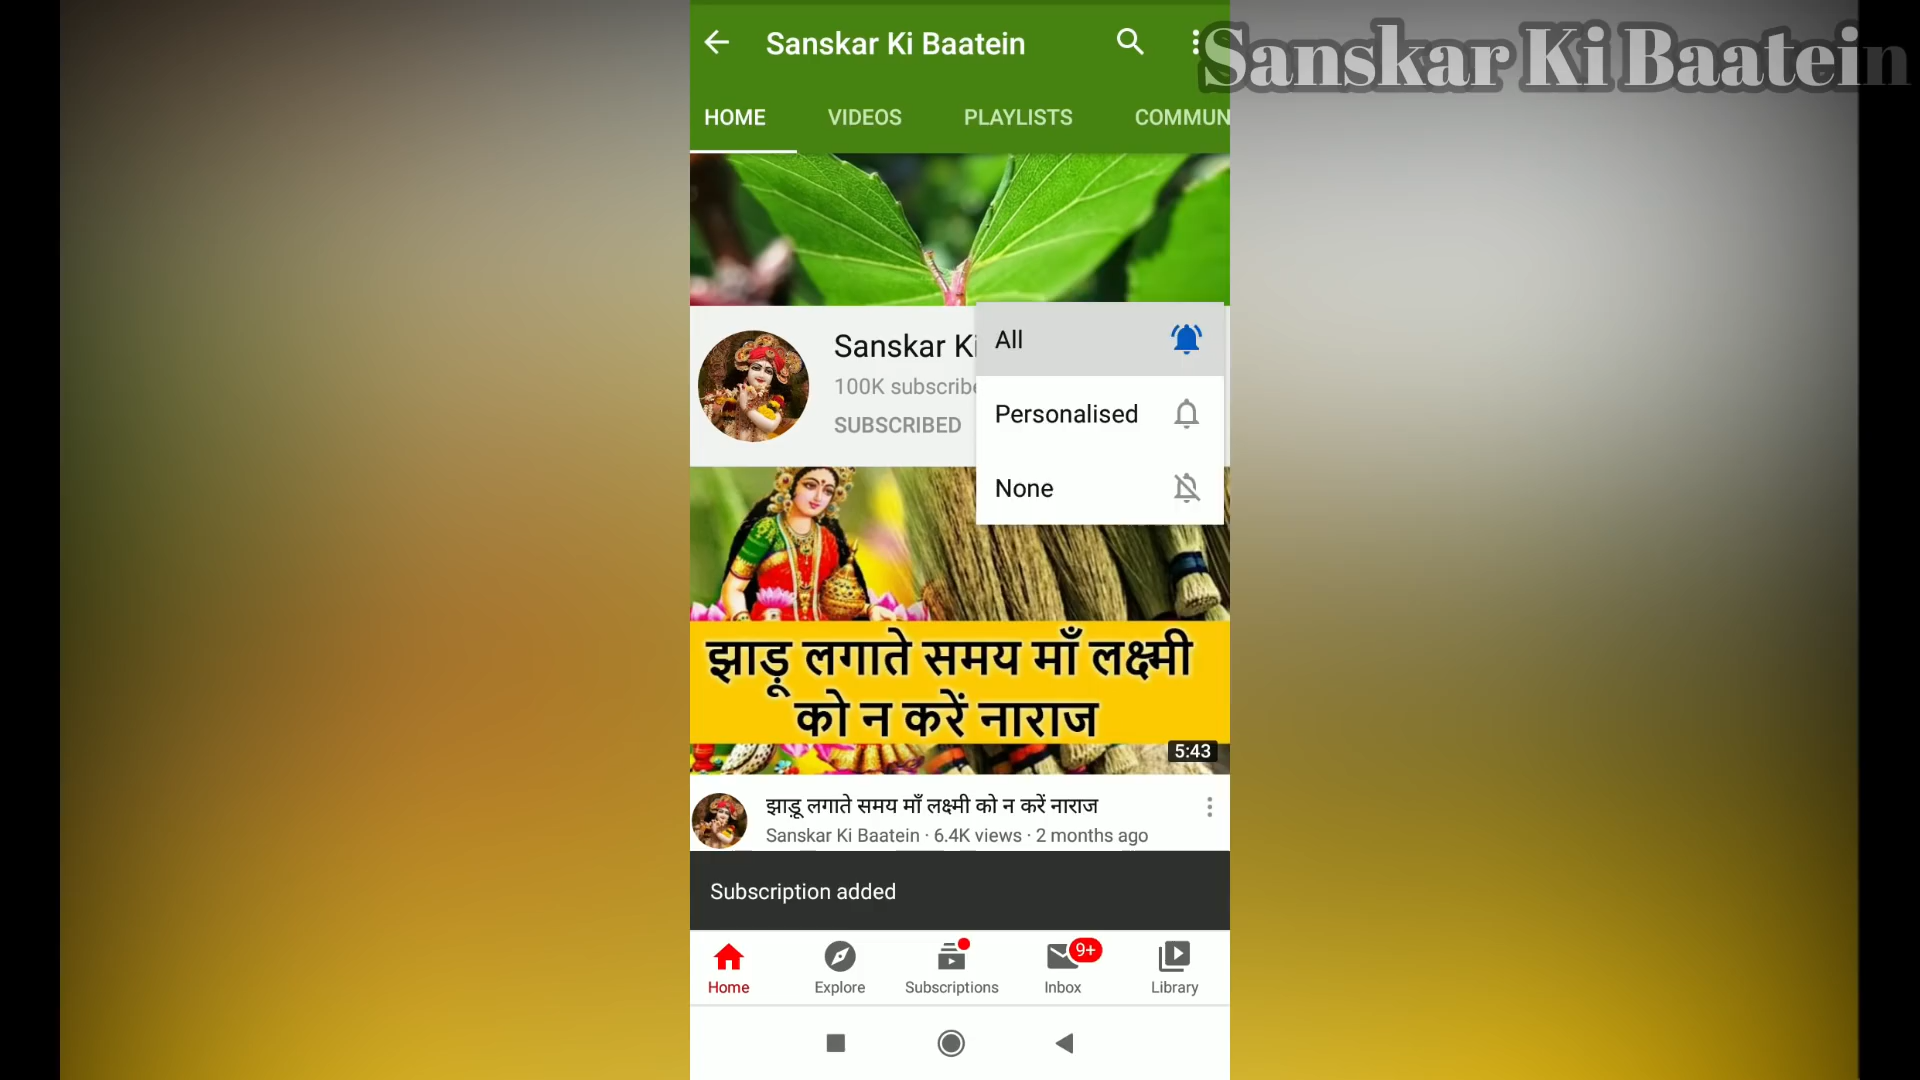 Sanskar Ki Baatein
Sanskar Ki Baatein
HOME VIDEOS PLAYLISTS COMMUN
All
Sanskar Ki
100K subscribe
Personalised
SUBSCRIBED
None
झाड़ू लगाते समय माँ लक्ष्मी
को न करें नाराज
5:43
झाड़ू लगाते समय माँ लक्ष्मी को न करें नाराज
Sanskar Ki Baatein · 6.4K views · 2 months ago
Subscription added
9+
Home Explore Subscriptions Inbox Library